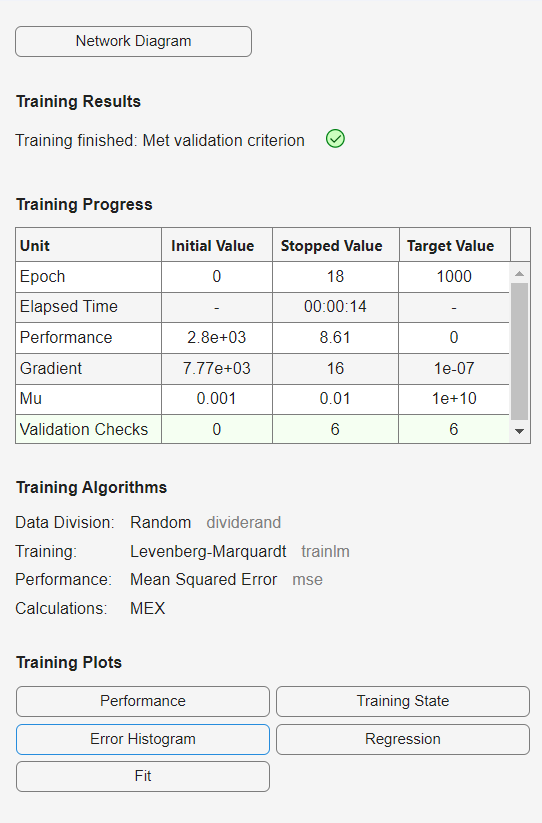 Network Diagram
Training Results
Training finished: Met validation criterion
Training Progress
Unit Initial Value Stopped Value Target Value
Epoch 0 18 1000
Elapsed Time - 00:00:14 -
Performance 2.8e+03 8.61 0
Gradient 7.77e+03 16 1e-07
Mu 0.001 0.01 1e+10
Validation Checks 0 6 6
Training Algorithms
Data Division: Random dividerand
Training: Levenberg-Marquardt trainlm
Performance: Mean Squared Error mse
Calculations: MEX
Training Plots
Performance Training State
Error Histogram Regression
Fit